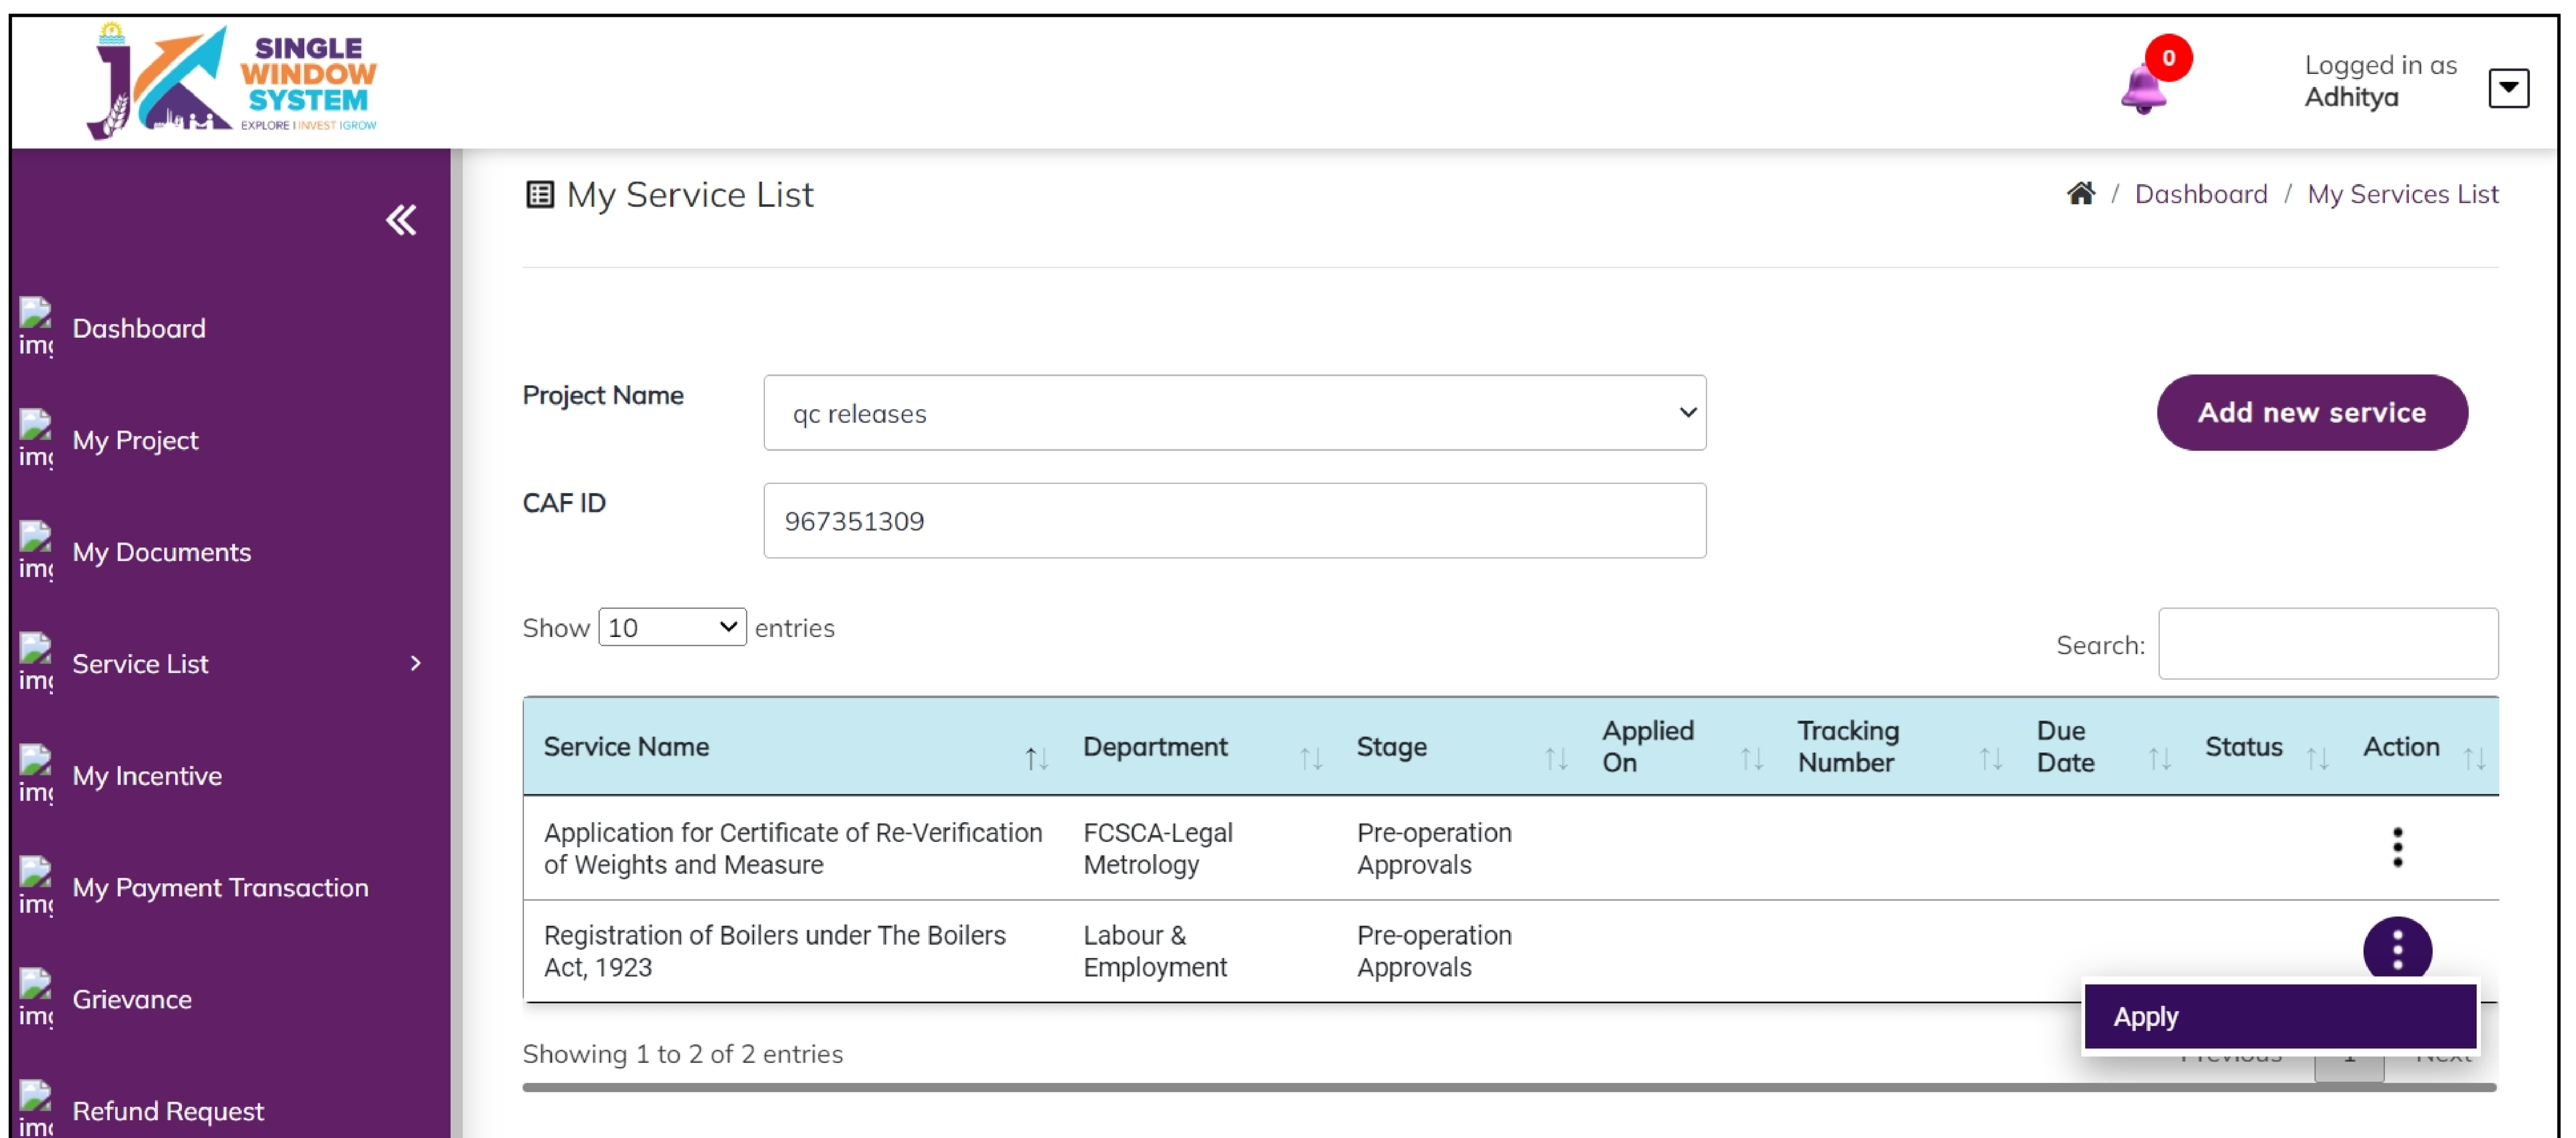 SINGLE
WINDOW
SYSTEM
EXPLORE I INVEST I GROW
0
Logged in as
Adhitya
My Service List
/ Dashboard / My Services List
Dashboard
My Project
My Documents
Service List
My Incentive
My Payment Transaction
Grievance
Refund Request
Project Name
qc releases
Add new service
CAF ID
967351309
Show 10 entries
Search:
Service Name Department Stage Applied On Tracking Number Due Date Status Action
Application for Certificate of Re-Verification FCSCA-Legal Pre-operation
of Weights and Measure Metrology Approvals
Registration of Boilers under The Boilers Labour & Pre-operation
Act, 1923 Employment Approvals
Apply
Showing 1 to 2 of 2 entries
Previous 1 Next